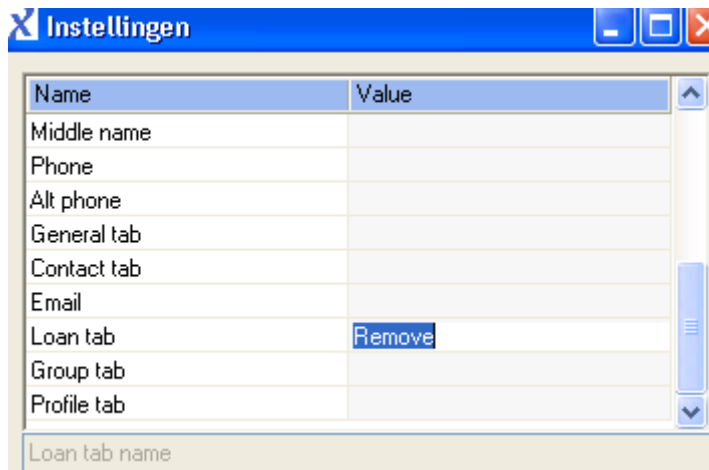 Instellingen
Name Value
Middle name
Phone
Alt phone
General tab
Contact tab
Email
Loan tab Remove
Group tab
Profile tab
Loan tab name